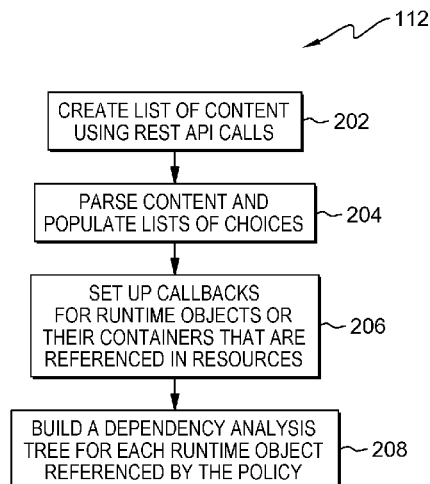 112
CREATE LIST OF CONTENT
USING REST API CALLS
202
PARSE CONTENT AND
POPULATE LISTS OF CHOICES
204
SET UP CALLBACKS
FOR RUNTIME OBJECTS OR
THEIR CONTAINERS THAT ARE
REFERENCED IN RESOURCES
206
BUILD A DEPENDENCY ANALYSIS
TREE FOR EACH RUNTIME OBJECT
REFERENCED BY THE POLICY
208